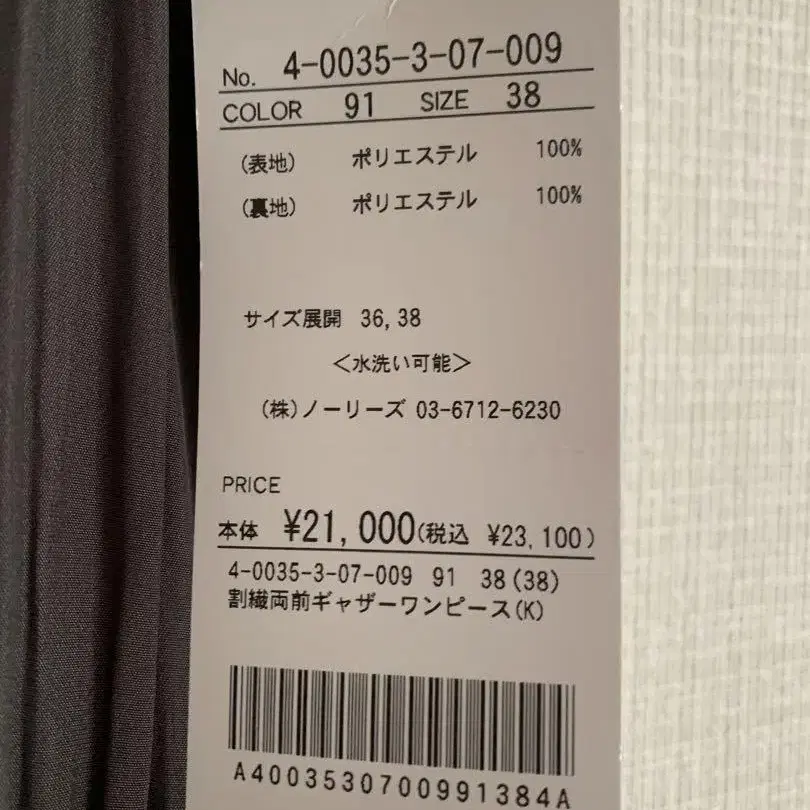 No. 4-0035-3-07-009
COLOR 91 SIZE 38
(表地) ポリエステル 100%
(裏地) ポリエステル 100%
サイズ展開 36,38
<水洗い可能>
(株)ノーリーズ 03-6712-6230
PRICE
本体 ¥21,000(税込 ¥23,100)
4-0035-3-07-009 91 38(38)
割繊両前ギャザーワンピース(K)
A4003530700991384A